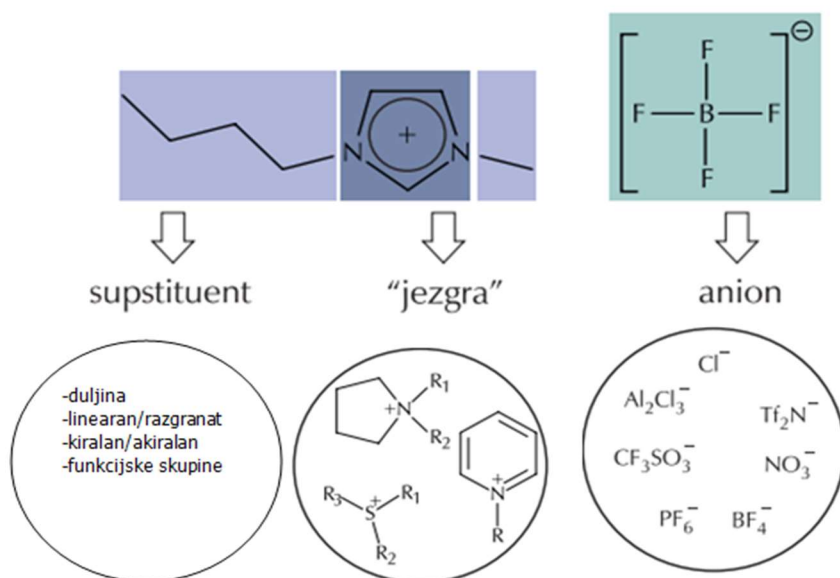 F
F B F
F
⊖
N + N
supstituent
"jezgra"
anion
-duljina
-linearan/razgranat
-kiralan/akiralan
-funkcijske skupine
+N R₁
R₂
R₃ S⁺ R₁
R₂
N⁺
R
Cl⁻
Al₂Cl₃⁻
Tf₂N⁻
CF₃SO₃⁻
NO₃⁻
PF₆⁻
BF₄⁻